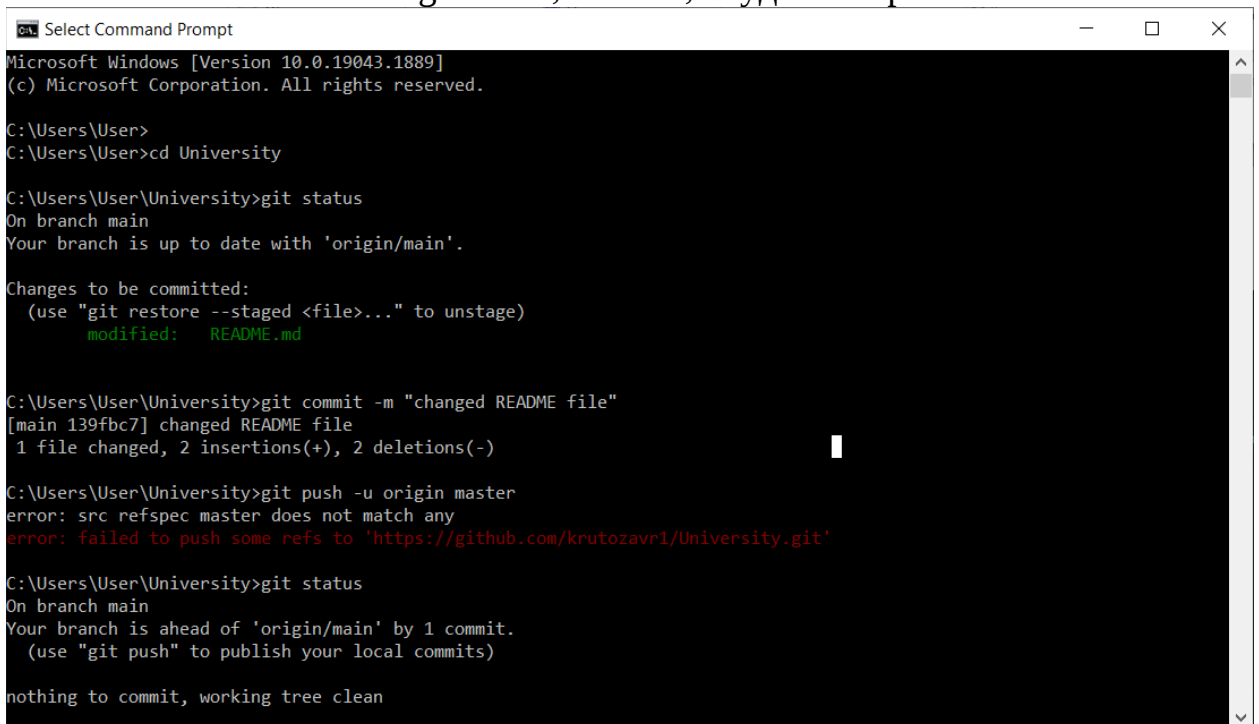 Select Command Prompt
Microsoft Windows [Version 10.0.19043.1889]
(c) Microsoft Corporation. All rights reserved.
C:\Users\User>
C:\Users\User>cd University
C:\Users\User\University>git status
On branch main
Your branch is up to date with 'origin/main'.
Changes to be committed:
  (use "git restore --staged <file>..." to unstage)
        modified:   README.md
C:\Users\User\University>git commit -m "changed README file"
[main 139fbc7] changed README file
 1 file changed, 2 insertions(+), 2 deletions(-)
C:\Users\User\University>git push -u origin master
error: src refspec master does not match any
error: failed to push some refs to 'https://github.com/krutozavr1/University.git'
C:\Users\User\University>git status
On branch main
Your branch is ahead of 'origin/main' by 1 commit.
  (use "git push" to publish your local commits)
nothing to commit, working tree clean